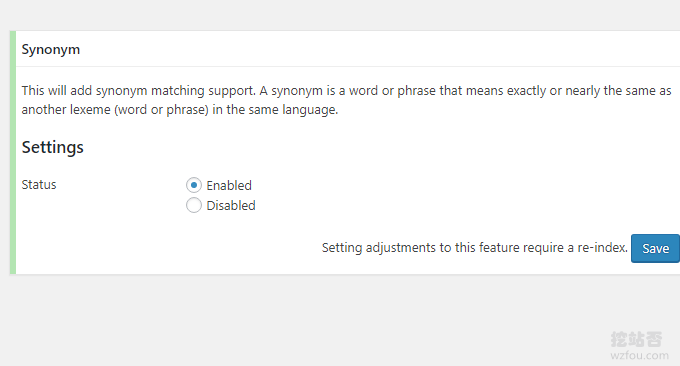 Synonym
This will add synonym matching support. A synonym is a word or phrase that means exactly or nearly the same as
another lexeme (word or phrase) in the same language.
Settings
Status
Enabled
Disabled
Setting adjustments to this feature require a re-index.
Save
挖站否
wzfou.com